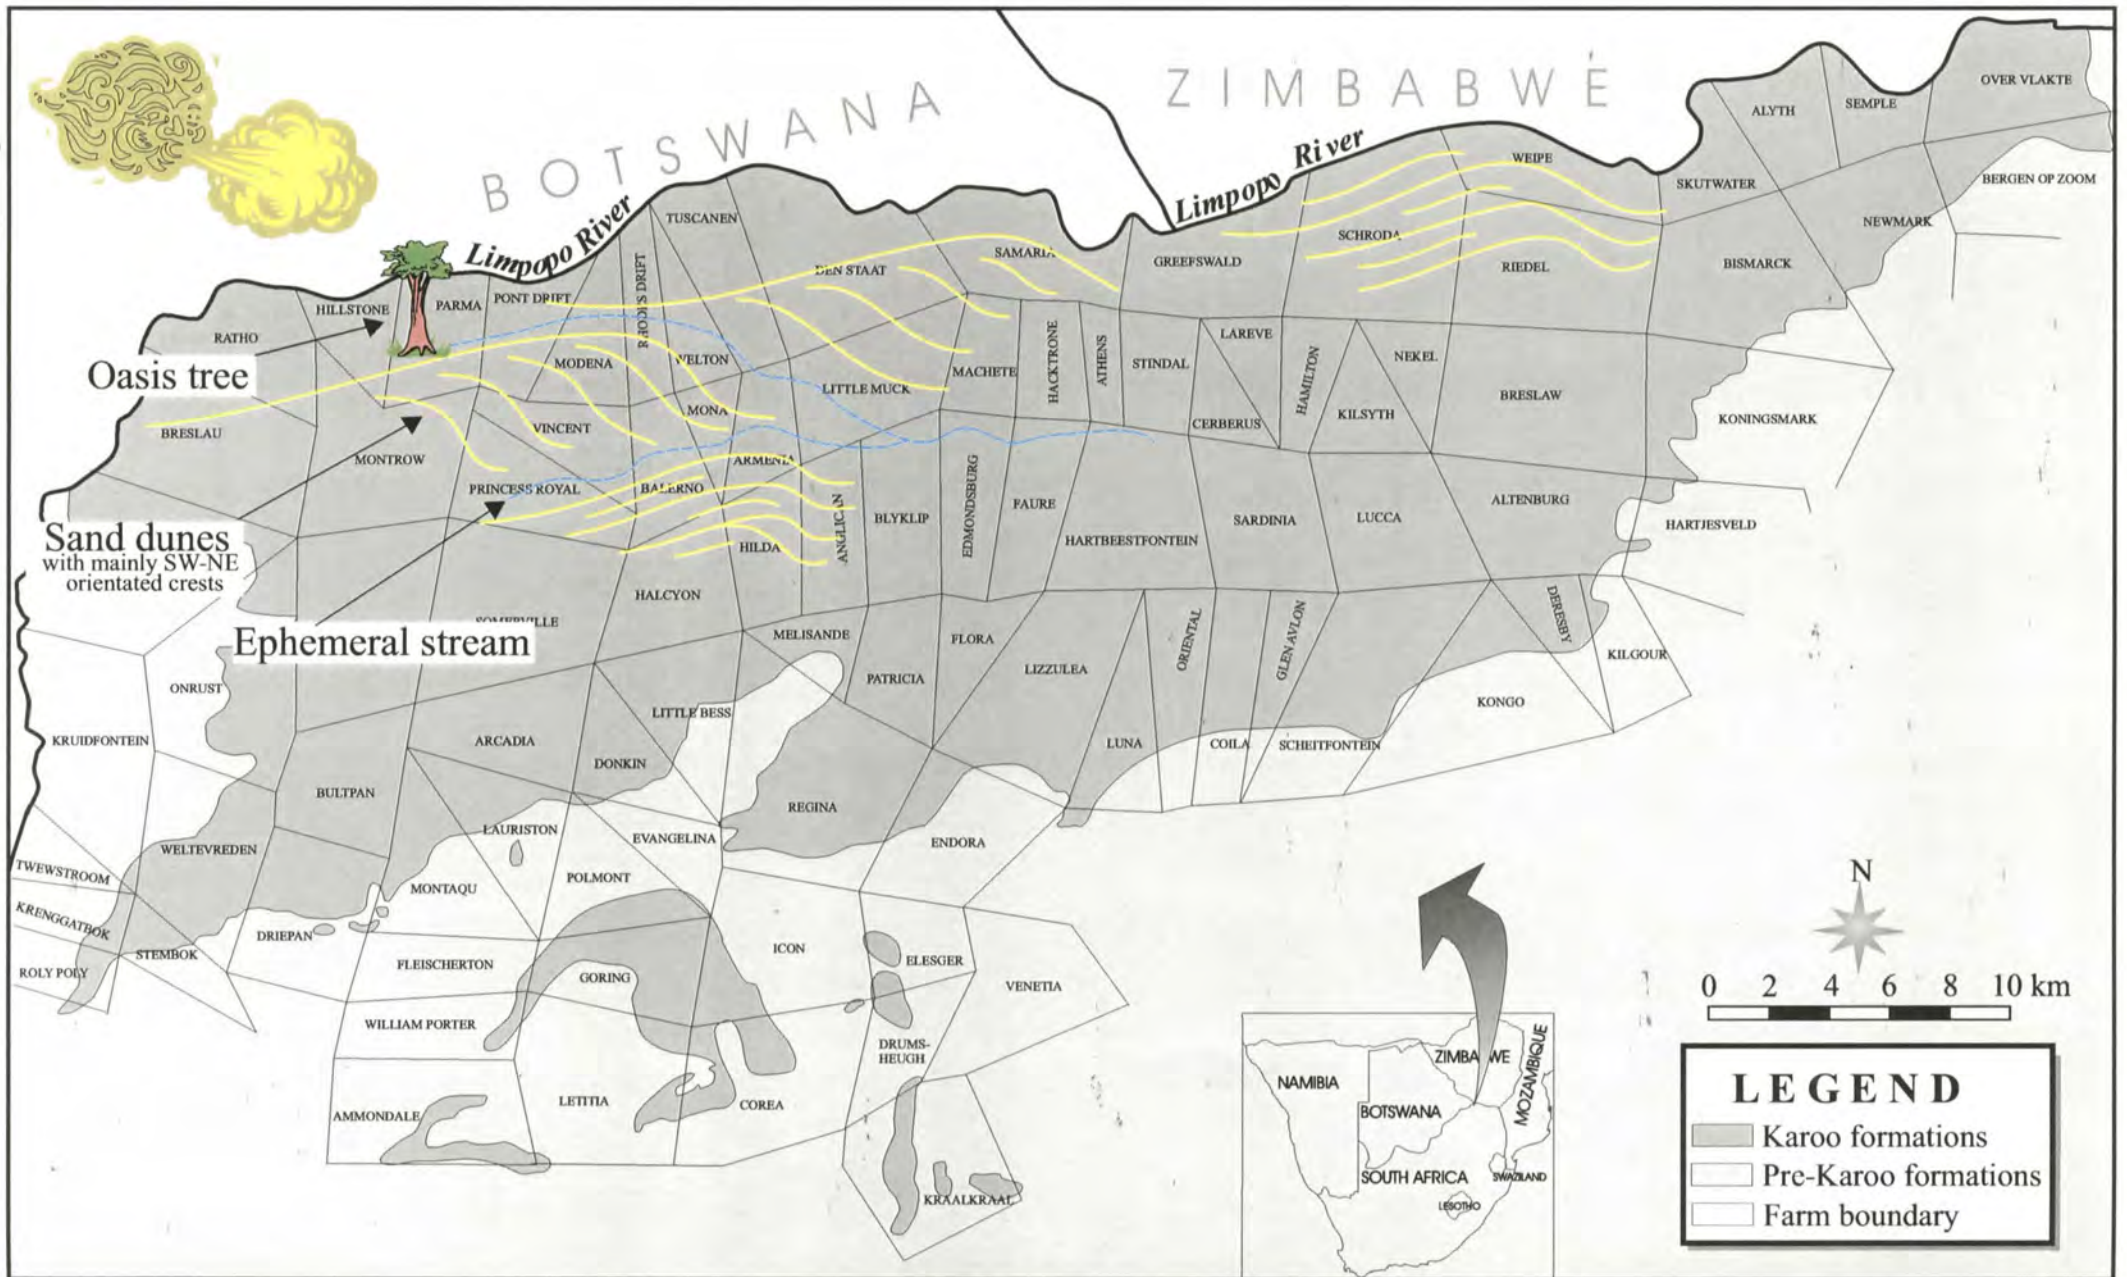 BOTSWANA
ZIMBABWE
Limpopo River
Limpopo River
OVER VLAKTE
ALYTH
SEMPLE
WEIPE
SKUTWATER
BERGEN OP ZOOM
NEWMARK
TUSCANEN
SCHRODA
SAMARIA
GREEFSWALD
RIEDEL
BISMARCK
DEN STAAT
RHODES DRIFT
HILLSTONE
PARMA
PONT DRIFT
RATHO
Oasis tree
MODENA
WELTON
LITTLE MUCK
MACHETE
HACKTRONE
ATHENS
STINDAL
LAREVE
HAMILTON
NEKEL
BRESLAW
KONINGSMARK
BRESLAU
MONTROW
VINCENT
MONA
CERBERUS
KILSYTH
ARMENIA
PRINCESS ROYAL
BALERNO
ANGLICAN
BLYKLIP
EDMONDSBURG
FAURE
HARTBEESTFONTEIN
SARDINIA
LUCCA
ALTENBURG
HARTJESVELD
Sand dunes
with mainly SW-NE
orientated crests
HILDA
HALCYON
SOMERVILLE
Ephemeral stream
MELISANDE
FLORA
PATRICIA
LIZZULEA
ORIENTAL
GLEN AVLON
DERESBY
KILGOUR
ONRUST
KRUIDFONTEIN
LITTLE BESS
ARCADIA
DONKIN
LUNA
COILA
SCHEITFONTEIN
KONGO
BULTPAN
REGINA
LAURISTON
EVANGELINA
ENDORA
WELTEVREDEN
TWEWSTROOM
MONTAQU
POLMONT
KRENGGATBOK
DRIEPAN
STEMBOK
ROLY POLY
FLEISCHERTON
GORING
ICON
ELESGER
VENETIA
WILLIAM PORTER
DRUMS-
HEUGH
AMMONDALE
LETITIA
COREA
KRAALKRAAL
N
0 2 4 6 8 10 km
NAMIBIA
ZIMBABWE
BOTSWANA
MOZAMBIQUE
SOUTH AFRICA
SWAZILAND
LESOTHO
LEGEND
Karoo formations
Pre-Karoo formations
Farm boundary